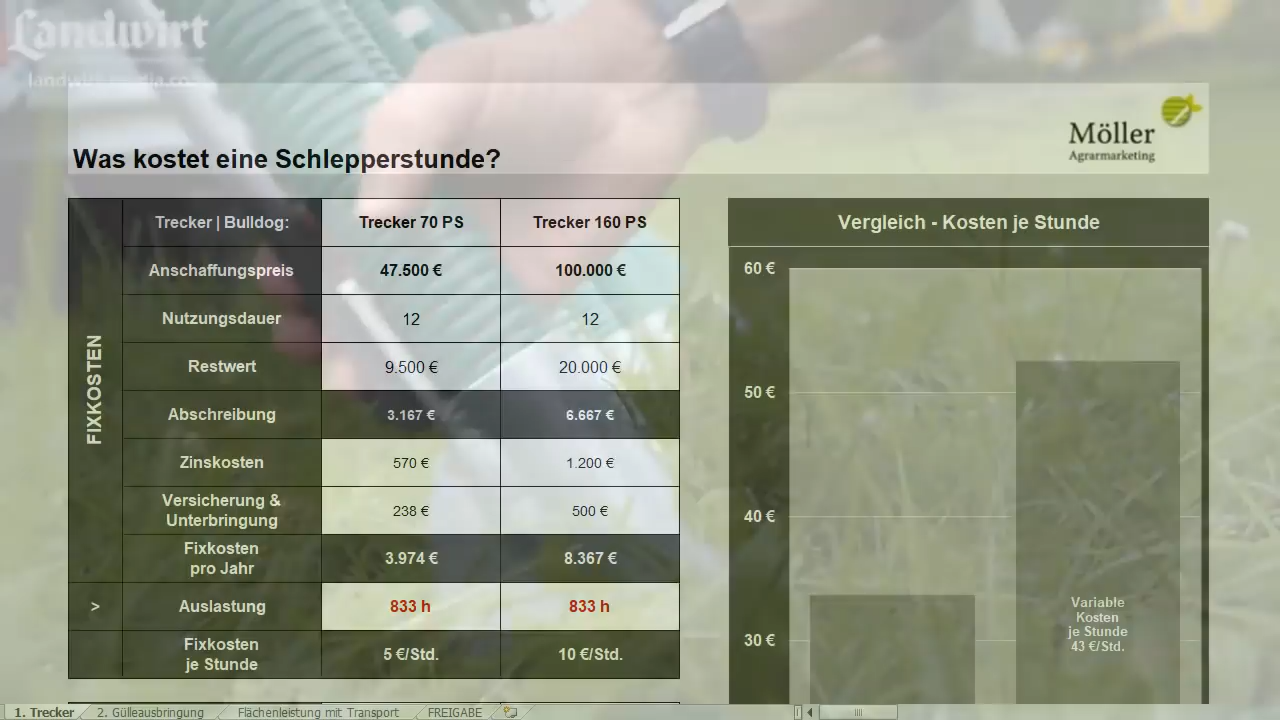 Landwirt
Möller
Agrarmarketing
Was kostet eine Schlepperstunde?
Trecker | Bulldog: Trecker 70 PS Trecker 160 PS
Anschaffungspreis 47.500 € 100.000 €
Nutzungsdauer 12 12
Restwert 9.500 € 20.000 €
FIXKOSTEN
Abschreibung 3.167 € 6.667 €
Zinskosten 570 € 1.200 €
Versicherung &
Unterbringung 238 € 500 €
Fixkosten
pro Jahr 3.974 € 8.367 €
> Auslastung 833 h 833 h
Fixkosten
je Stunde 5 €/Std. 10 €/Std.
Vergleich - Kosten je Stunde
60 €
50 €
40 €
30 €
Variable
Kosten
je Stunde
43 €/Std.
1. Trecker 2. Gülleausbringung Flächenleistung mit Transport FREIGABE